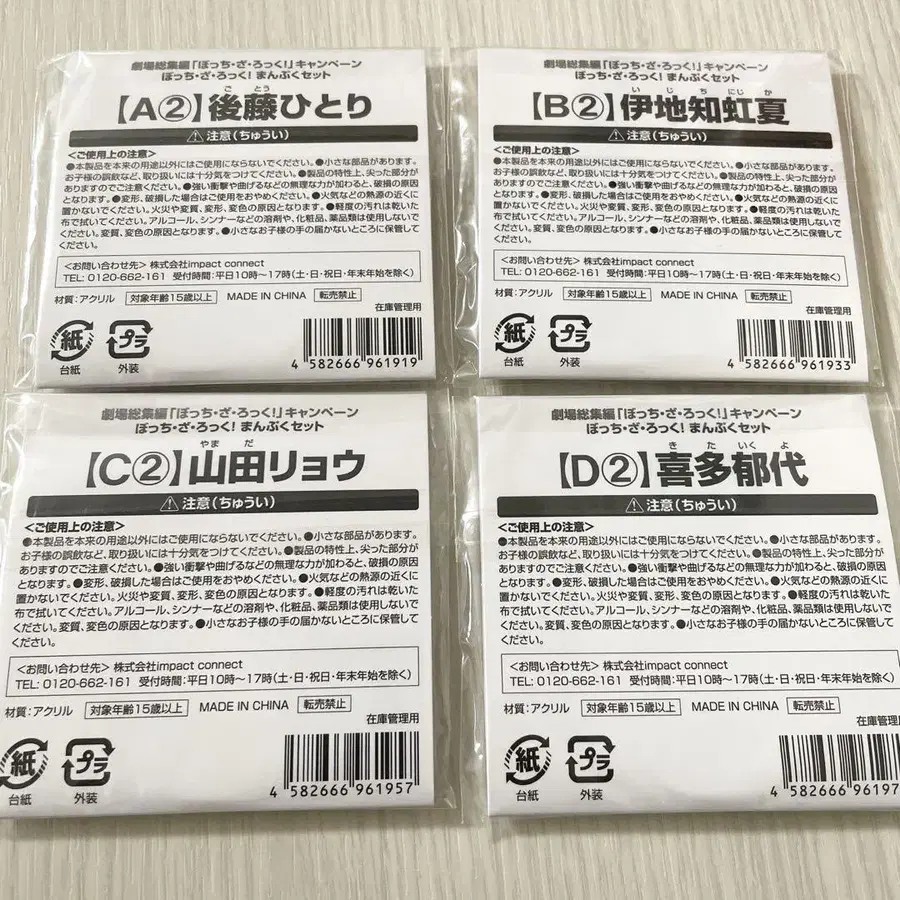 劇場総集編「ぼっち・ざ・ろっく!」キャンペーン
ぼっち・ざ・ろっく! まんぷくセット
ご とう
【A②】後藤ひとり
⚠注意(ちゅうい)
<ご使用上の注意>
●本製品を本来の用途以外にはご使用にならないでください。●小さな部品があります。
お子様の誤飲など、取り扱いには十分気をつけてください。●製品の特性上、尖った部分が
ありますのでご注意ください。●強い衝撃や曲げるなどの無理な力が加わると、破損の原因
となります。●変形、破損した場合はご使用をおやめください。●火気などの熱源の近くに
置かないでください。火災や変質、変形、変色の原因となります。●軽度の汚れは乾いた
布で拭いてください。アルコール、シンナーなどの溶剤や、化粧品、薬品類は使用しないで
ください。変質、変色の原因となります。●小さなお子様の手の届かないところに保管して
ください。
<お問い合わせ先> 株式会社impact connect
TEL: 0120-662-161 受付時間:平日10時〜17時(土・日・祝日・年末年始を除く)
材質:アクリル 対象年齢15歳以上 MADE IN CHINA 転売禁止
在庫管理用
紙 プラ
台紙 外装
4 582666 961919
劇場総集編「ぼっち・ざ・ろっく!」キャンペーン
ぼっち・ざ・ろっく! まんぷくセット
い じ ち にじ か
【B②】伊地知虹夏
⚠注意(ちゅうい)
<ご使用上の注意>
●本製品を本来の用途以外にはご使用にならないでください。●小さな部品があります。
お子様の誤飲など、取り扱いには十分気をつけてください。●製品の特性上、尖った部分が
ありますのでご注意ください。●強い衝撃や曲げるなどの無理な力が加わると、破損の原因
となります。●変形、破損した場合はご使用をおやめください。●火気などの熱源の近くに
置かないでください。火災や変質、変形、変色の原因となります。●軽度の汚れは乾いた
布で拭いてください。アルコール、シンナーなどの溶剤や、化粧品、薬品類は使用しないで
ください。変質、変色の原因となります。●小さなお子様の手の届かないところに保管して
ください。
<お問い合わせ先> 株式会社impact connect
TEL: 0120-662-161 受付時間:平日10時〜17時(土・日・祝日・年末年始を除く)
材質:アクリル 対象年齢15歳以上 MADE IN CHINA 転売禁止
在庫管理用
紙 プラ
台紙 外装
4 582666 961933
劇場総集編「ぼっち・ざ・ろっく!」キャンペーン
ぼっち・ざ・ろっく! まんぷくセット
やま だ
【C②】山田リョウ
⚠注意(ちゅうい)
<ご使用上の注意>
●本製品を本来の用途以外にはご使用にならないでください。●小さな部品があります。
お子様の誤飲など、取り扱いには十分気をつけてください。●製品の特性上、尖った部分が
ありますのでご注意ください。●強い衝撃や曲げるなどの無理な力が加わると、破損の原因
となります。●変形、破損した場合はご使用をおやめください。●火気などの熱源の近くに
置かないでください。火災や変質、変形、変色の原因となります。●軽度の汚れは乾いた
布で拭いてください。アルコール、シンナーなどの溶剤や、化粧品、薬品類は使用しないで
ください。変質、変色の原因となります。●小さなお子様の手の届かないところに保管して
ください。
<お問い合わせ先> 株式会社impact connect
TEL: 0120-662-161 受付時間:平日10時〜17時(土・日・祝日・年末年始を除く)
材質:アクリル 対象年齢15歳以上 MADE IN CHINA 転売禁止
在庫管理用
紙 プラ
台紙 外装
4 582666 961957
劇場総集編「ぼっち・ざ・ろっく!」キャンペーン
ぼっち・ざ・ろっく! まんぷくセット
き た いく よ
【D②】喜多郁代
⚠注意(ちゅうい)
<ご使用上の注意>
●本製品を本来の用途以外にはご使用にならないでください。●小さな部品があります。
お子様の誤飲など、取り扱いには十分気をつけてください。●製品の特性上、尖った部分が
ありますのでご注意ください。●強い衝撃や曲げるなどの無理な力が加わると、破損の原因
となります。●変形、破損した場合はご使用をおやめください。●火気などの熱源の近くに
置かないでください。火災や変質、変形、変色の原因となります。●軽度の汚れは乾いた
布で拭いてください。アルコール、シンナーなどの溶剤や、化粧品、薬品類は使用しないで
ください。変質、変色の原因となります。●小さなお子様の手の届かないところに保管して
ください。
<お問い合わせ先> 株式会社impact connect
TEL: 0120-662-161 受付時間:平日10時〜17時(土・日・祝日・年末年始を除く)
材質:アクリル 対象年齢15歳以上 MADE IN CHINA 転売禁止
在庫管理用
紙 プラ
台紙 外装
4 582666 96197